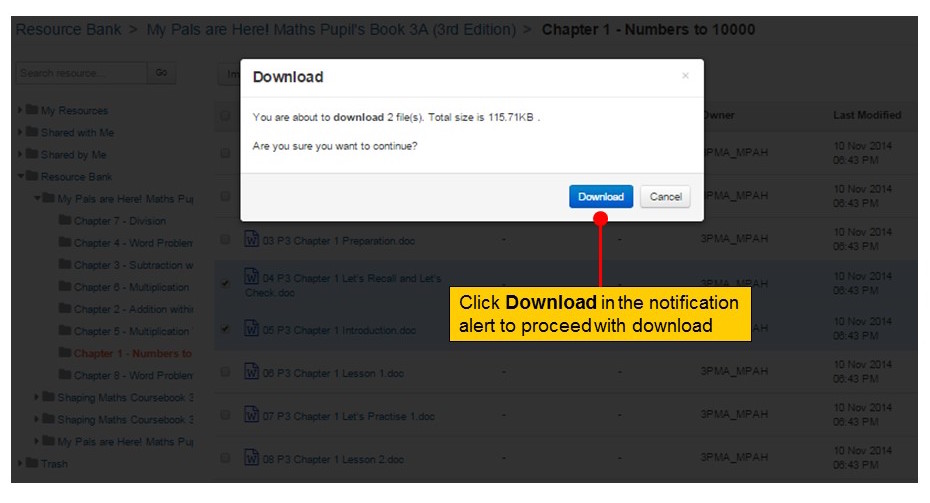 Resource Bank > My Pals are Here! Maths Pupil's Book 3A (3rd Edition) > Chapter 1 - Numbers to 10000
Search resource... Go
Im
Download ×
You are about to download 2 file(s). Total size is 115.71KB .
Are you sure you want to continue?
Download Cancel
Click Download in the notification
alert to proceed with download
My Resources
Shared with Me
Shared by Me
Resource Bank
My Pals are Here! Maths Pu
Chapter 7 - Division
Chapter 4 - Word Problem
Chapter 3 - Subtraction w
Chapter 6 - Multiplication
Chapter 2 - Addition withi
Chapter 5 - Multiplication
Chapter 1 - Numbers to
Chapter 8 - Word Problem
Shaping Maths Coursebook 3
Shaping Maths Coursebook 3
My Pals are Here! Maths Pu
Trash
Owner Last Modified
3PMA_MPAH 10 Nov 2014
06:43 PM
3PMA_MPAH 10 Nov 2014
06:43 PM
03 P3 Chapter 1 Preparation.doc - - 3PMA_MPAH 10 Nov 2014
06:43 PM
04 P3 Chapter 1 Let's Recall and Let's
Check.doc
3PMA_MPAH 10 Nov 2014
06:43 PM
05 P3 Chapter 1 Introduction.doc AH 10 Nov 2014
06:43 PM
06 P3 Chapter 1 Lesson 1.doc - - 3PMA_MPAH 10 Nov 2014
06:43 PM
07 P3 Chapter 1 Let's Practise 1.doc - - 3PMA_MPAH 10 Nov 2014
06:43 PM
08 P3 Chapter 1 Lesson 2.doc - - 3PMA_MPAH 10 Nov 2014
06:43 PM